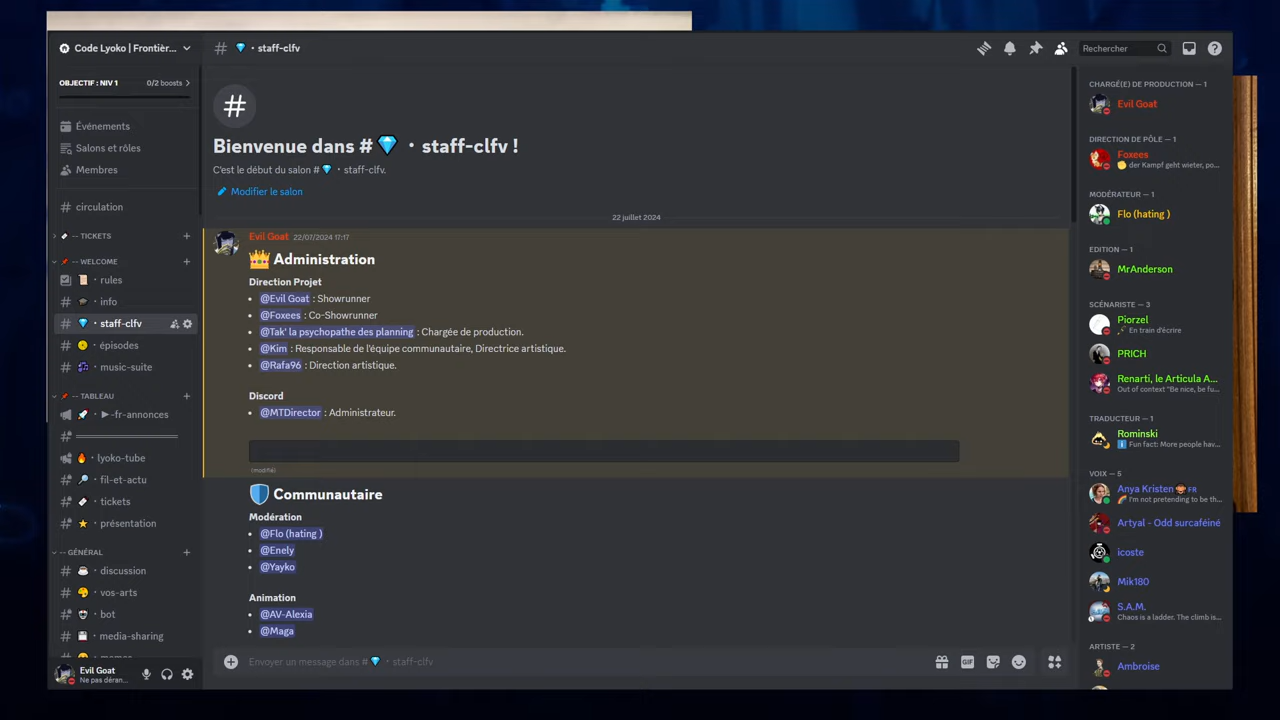 Code Lyoko | Frontièr...
OBJECTIF : NIV 1 0/2 boosts
Événements
Salons et rôles
Membres
circulation
-- TICKETS
-- WELCOME
rules
info
staff-clfv
épisodes
music-suite
-- TABLEAU
►-fr-annonces
lyoko-tube
fil-et-actu
tickets
présentation
-- GÉNÉRAL
discussion
vos-arts
bot
media-sharing
Evil Goat
Ne pas déran...
# 💎・staff-clfv
Rechercher
Bienvenue dans # 💎・staff-clfv !
C'est le début du salon # 💎・staff-clfv.
Modifier le salon
22 juillet 2024
Evil Goat 22/07/2024 17:17
👑 Administration
Direction Projet
• @Evil Goat : Showrunner
• @Foxees : Co-Showrunner
• @Tak' la psychopathe des planning : Chargée de production.
• @Kim : Responsable de l'équipe communautaire, Directrice artistique.
• @Rafa96 : Direction artistique.
Discord
• @MTDirector : Administrateur.
(modifié)
🛡️ Communautaire
Modération
• @Flo (hating )
• @Enely
• @Yayko
Animation
• @AV-Alexia
• @Maga
Envoyer un message dans # 💎・staff-clfv
GIF
CHARGÉ(E) DE PRODUCTION — 1
Evil Goat
DIRECTION DE PÔLE — 1
Foxees
der Kampf geht wieter, po...
MODÉRATEUR — 1
Flo (hating )
EDITION — 1
MrAnderson
SCÉNARISTE — 3
Piorzel
En train d'écrire
PRICH
Renarti, le Articula A...
Out of context "Be nice, be fu...
TRADUCTEUR — 1
Rominski
Fun fact: More people hav...
VOIX — 5
Anya Kristen 🐵 FR
I'm not pretending to be th...
Artyal - Odd surcaféiné
icoste
Mik180
S.A.M.
Chaos is a ladder. The climb is...
ARTISTE — 2
Ambroise